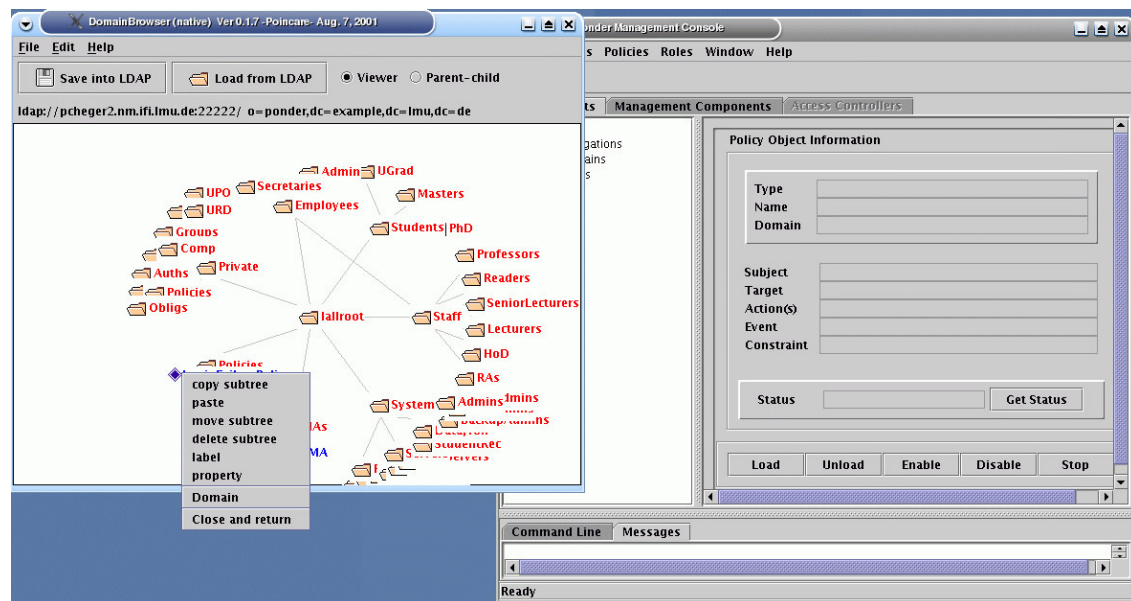 DomainBrowser (native) Ver 0.1.7 -Poincare- Aug. 7, 2001
File Edit Help
Save into LDAP
Load from LDAP
Viewer
Parent-child
ldap://pcheger2.nm.ifi.lmu.de:22222/ o=ponder,dc=example,dc=lmu,dc=de
Admin
UGrad
UPO
Secretaries
Masters
URD
Employees
Groups
Students
PhD
Comp
Professors
Auths
Private
Readers
Policies
SeniorLecturers
Obligs
lallroot
Staff
Lecturers
HoD
Policies
RAs
System
Admins
copy subtree
paste
move subtree
delete subtree
label
property
Domain
Close and return
Management Console
Policies Roles Window Help
Management Components
Access Controllers
Policy Object Information
Type
Name
Domain
Subject
Target
Action(s)
Event
Constraint
Status
Get Status
Load
Unload
Enable
Disable
Stop
Command Line
Messages
Ready